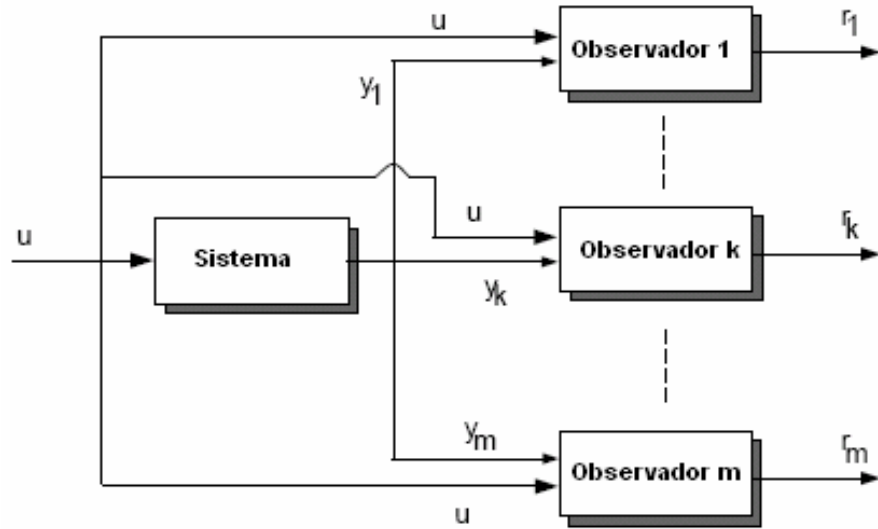 u
Observador 1
r1
y1
u
Sistema
u
Observador k
rk
yk
ym
Observador m
rm
u